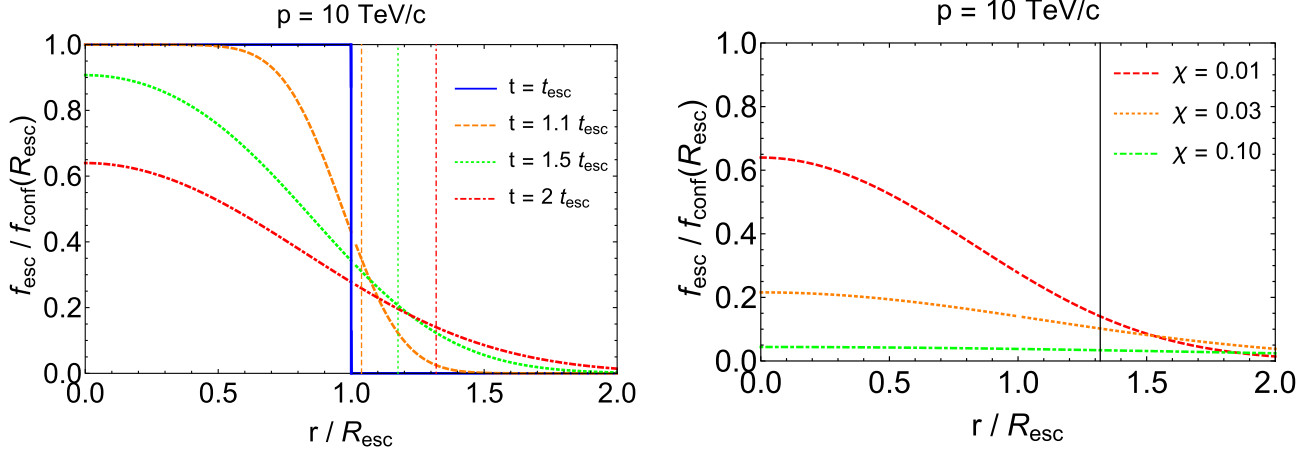 p = 10 TeV/c
f_esc / f_conf(R_esc)
1.0
0.8
0.6
0.4
0.2
0.0
0.0 0.5 1.0 1.5 2.0
r / R_esc
t = t_esc
t = 1.1 t_esc
t = 1.5 t_esc
t = 2 t_esc
p = 10 TeV/c
f_esc / f_conf(R_esc)
1.0
0.8
0.6
0.4
0.2
0.0
0.0 0.5 1.0 1.5 2.0
r / R_esc
χ = 0.01
χ = 0.03
χ = 0.10